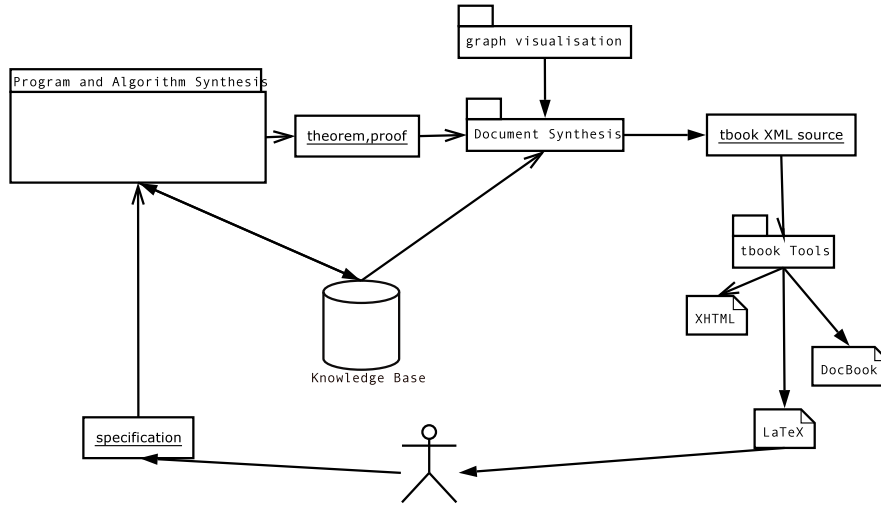 graph visualisation
Program and Algorithm Synthesis
theorem,proof
Document Synthesis
tbook XML source
tbook Tools
XHTML
DocBook
Knowledge Base
LaTeX
specification